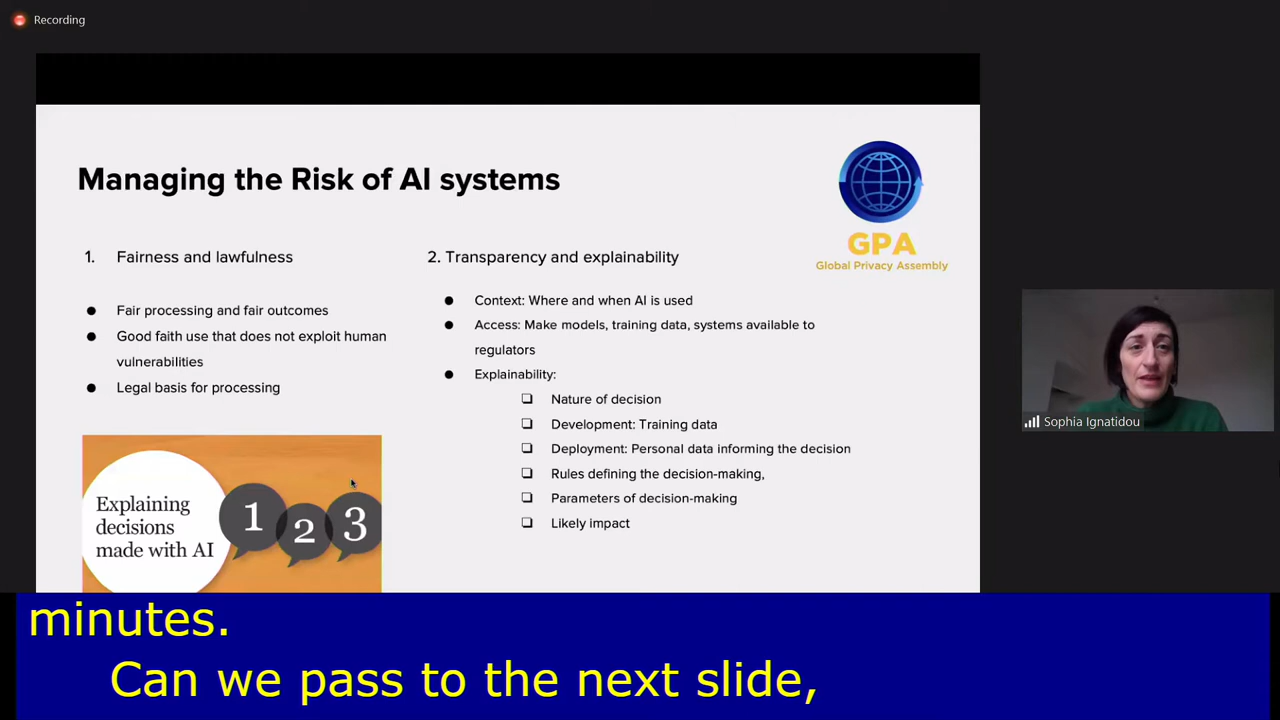 Recording
Managing the Risk of AI systems
GPA
Global Privacy Assembly
1. Fairness and lawfulness
● Fair processing and fair outcomes
● Good faith use that does not exploit human
vulnerabilities
● Legal basis for processing
Explaining
decisions
made with AI
1 2 3
2. Transparency and explainability
● Context: Where and when AI is used
● Access: Make models, training data, systems available to
regulators
● Explainability:
❏ Nature of decision
❏ Development: Training data
❏ Deployment: Personal data informing the decision
❏ Rules defining the decision-making,
❏ Parameters of decision-making
❏ Likely impact
Sophia Ignatidou
minutes.
Can we pass to the next slide,